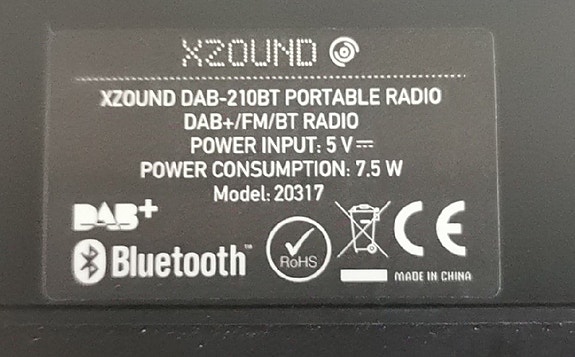 XZOUND
XZOUND DAB-210BT PORTABLE RADIO
DAB+/FM/BT RADIO
POWER INPUT: 5 V⎓
POWER CONSUMPTION: 7.5 W
Model: 20317
DAB+
Bluetooth™
RoHS
CE
MADE IN CHINA